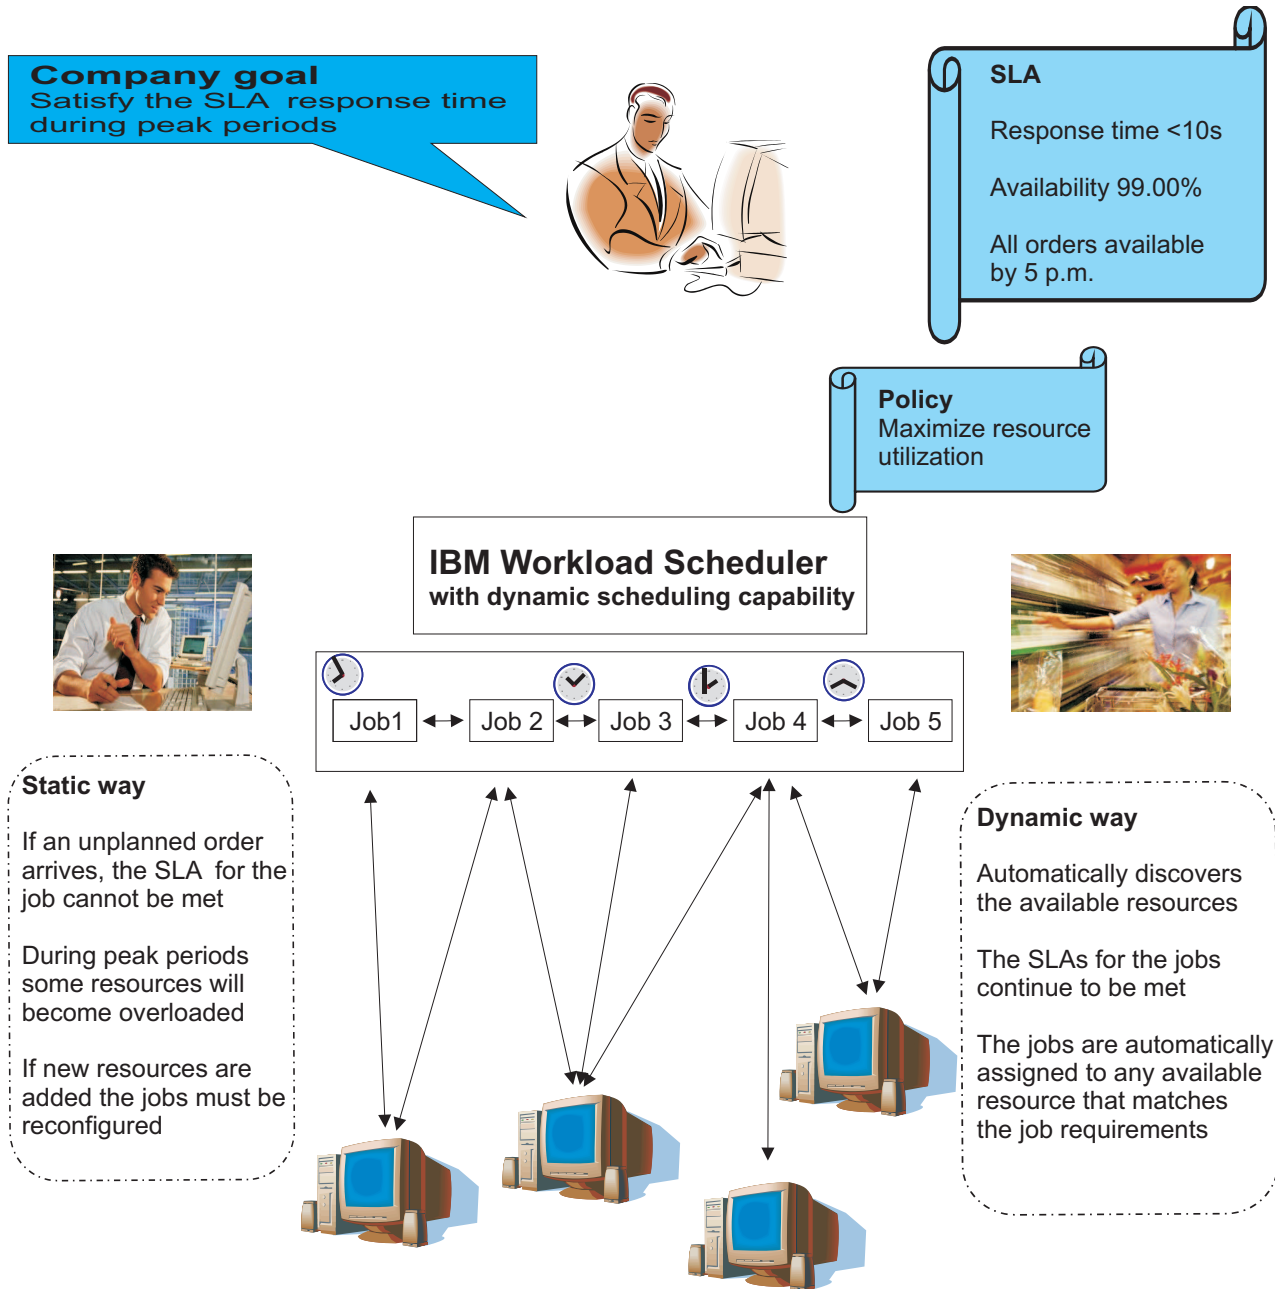 Company goal
Satisfy the SLA response time
during peak periods
SLA
Response time <10s
Availability 99.00%
All orders available
by 5 p.m.
Policy
Maximize resource
utilization
IBM Workload Scheduler
with dynamic scheduling capability
Job1
Job 2
Job 3
Job 4
Job 5
Static way
If an unplanned order
arrives, the SLA for the
job cannot be met
During peak periods
some resources will
become overloaded
If new resources are
added the jobs must be
reconfigured
Dynamic way
Automatically discovers
the available resources
The SLAs for the jobs
continue to be met
The jobs are automatically
assigned to any available
resource that matches
the job requirements